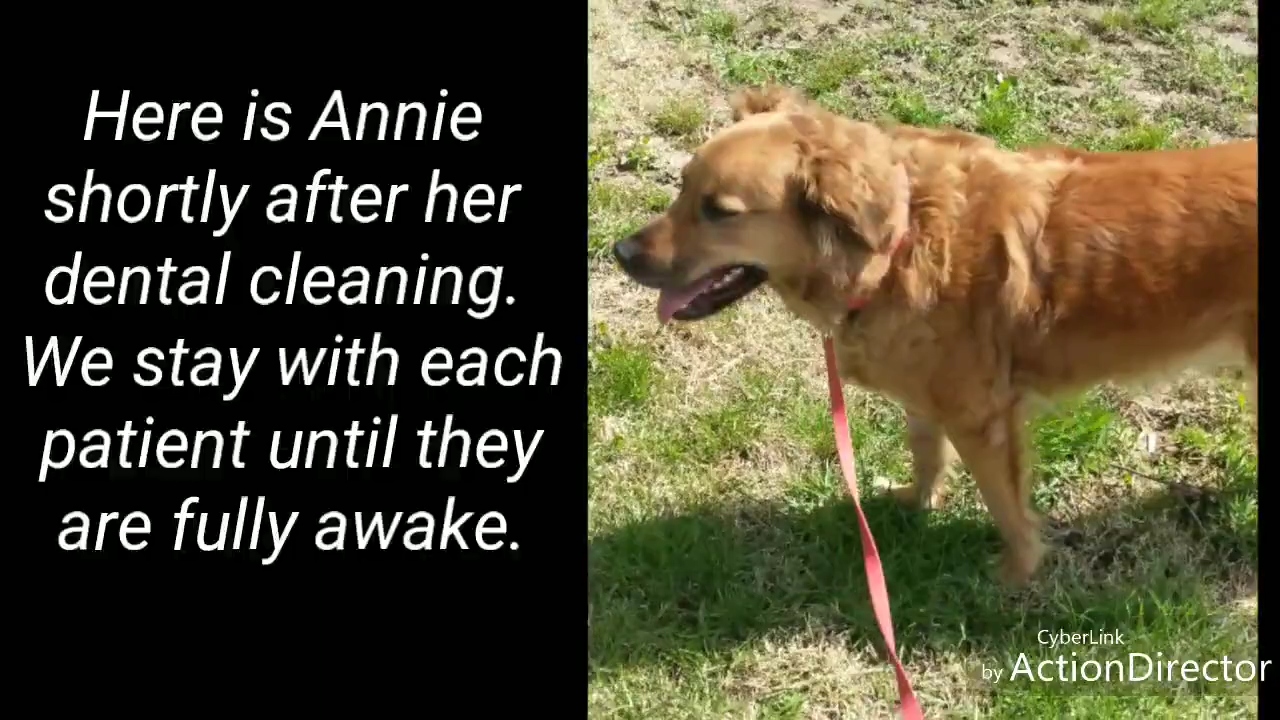 Here is Annie
shortly after her
dental cleaning.
We stay with each
patient until they
are fully awake.
CyberLink
by ActionDirector